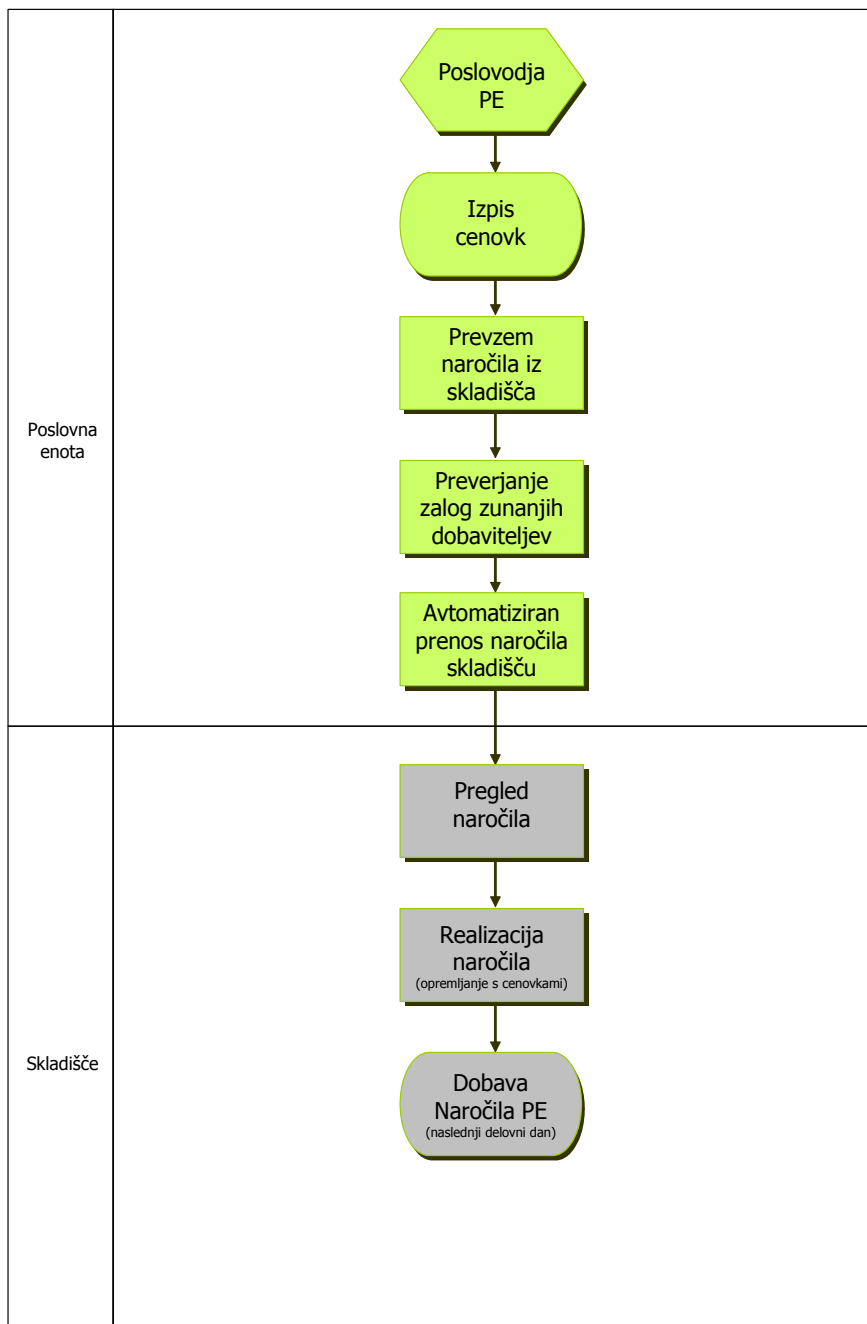 Poslovna
enota
Poslovodja
PE
Izpis
cenovk
Prevzem
naročila iz
skladišča
Preverjanje
zalog zunanjih
dobaviteljev
Avtomatiziran
prenos naročila
skladišču
Skladišče
Pregled
naročila
Realizacija
naročila
(opremljanje s cenovkami)
Dobava
Naročila PE
(naslednji delovni dan)